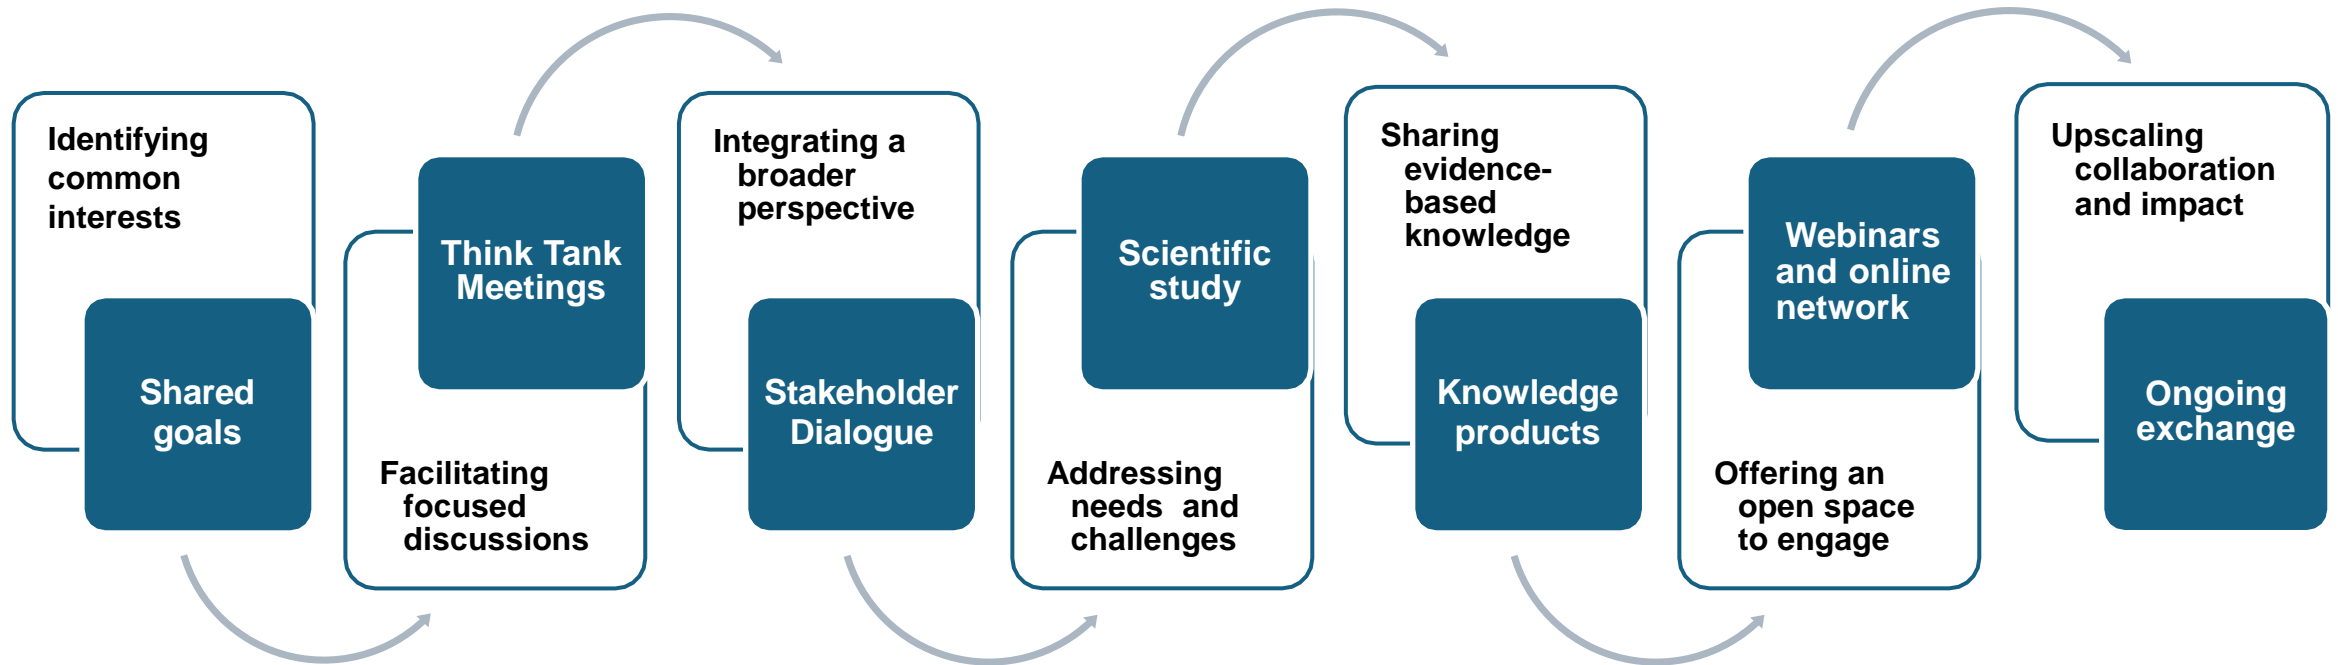 Identifying
common
interests
Shared
goals
Think Tank
Meetings
Facilitating
focused
discussions
Integrating a
broader
perspective
Stakeholder
Dialogue
Scientific
study
Addressing
needs  and
challenges
Sharing
evidence-
based
knowledge
Knowledge
products
Webinars
and online
network
Offering an
open space
to engage
Upscaling
collaboration
and impact
Ongoing
exchange